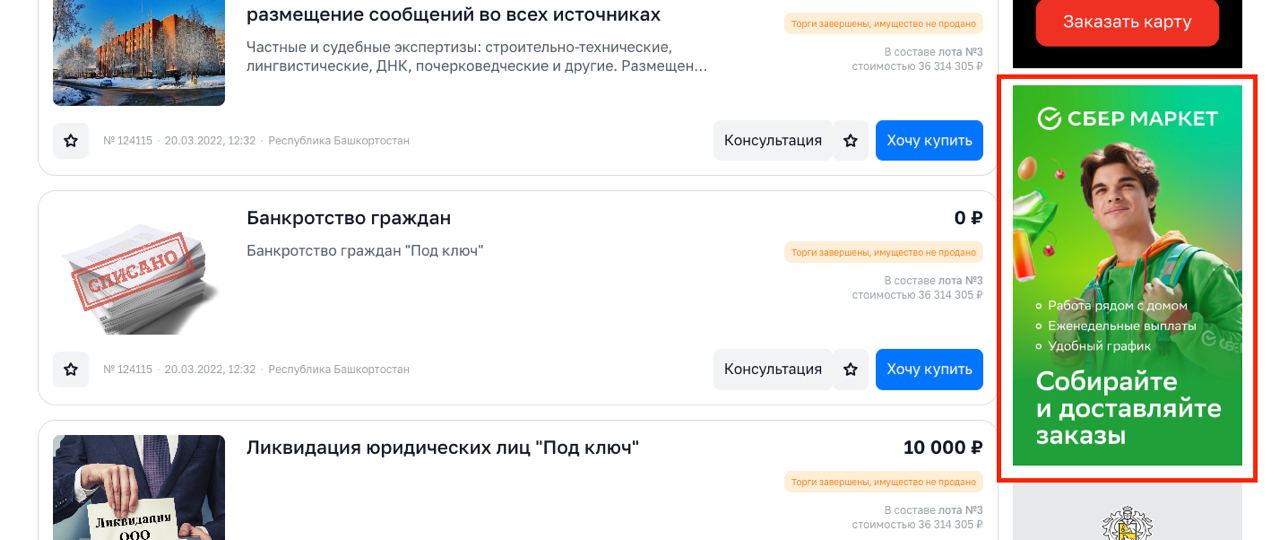 размещение сообщений во всех источниках
Торги завершены, имущество не продано
Частные и судебные экспертизы: строительно-технические,
лингвистические, ДНК, почерковедческие и другие. Размещен...
В составе лота №3
стоимостью 36 314 305 ₽
№ 124115 · 20.03.2022, 12:32 · Республика Башкортостан
Консультация
Хочу купить
СПИСАНО
Банкротство граждан
0 ₽
Банкротство граждан "Под ключ"
Торги завершены, имущество не продано
В составе лота №3
стоимостью 36 314 305 ₽
№ 124115 · 20.03.2022, 12:32 · Республика Башкортостан
Консультация
Хочу купить
Ликвидация
ООО
Ликвидация юридических лиц "Под ключ"
10 000 ₽
Торги завершены, имущество не продано
В составе лота №3
стоимостью 36 314 305 ₽
Заказать карту
СБЕР МАРКЕТ
Работа рядом с домом
Еженедельные выплаты
Удобный график
Собирайте
и доставляйте
заказы